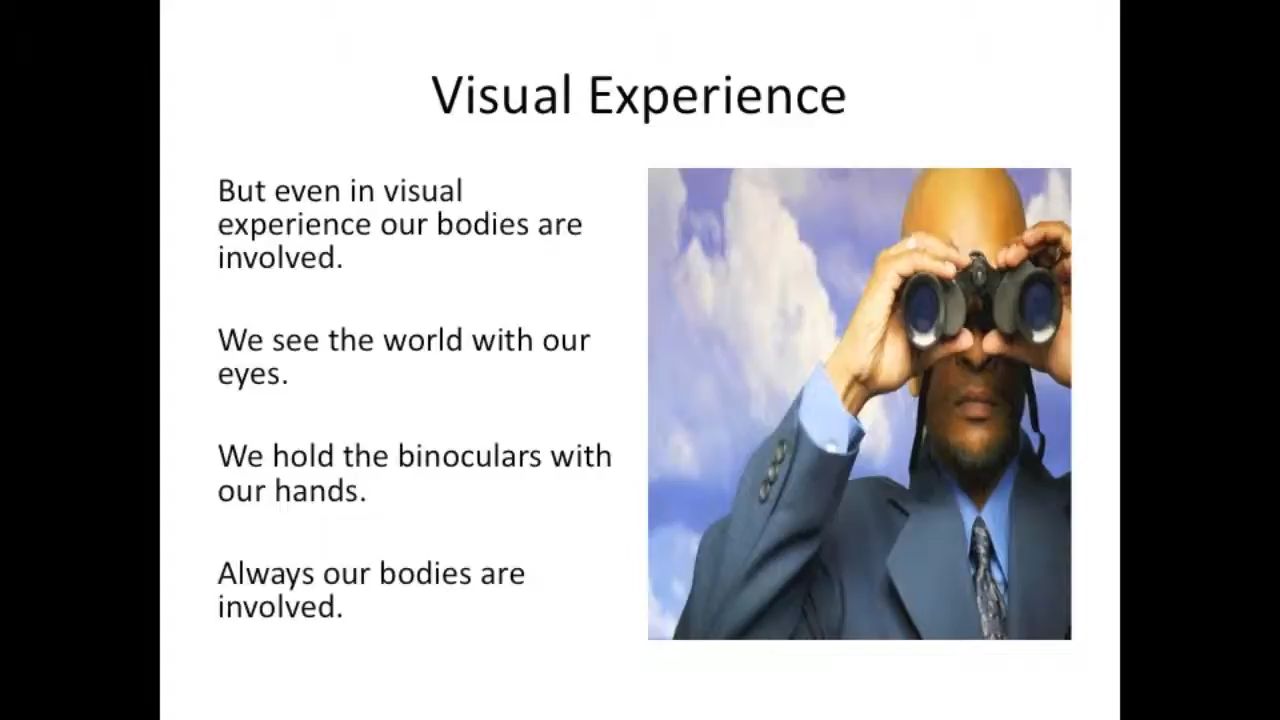 Visual Experience
But even in visual
experience our bodies are
involved.
We see the world with our
eyes.
We hold the binoculars with
our hands.
Always our bodies are
involved.